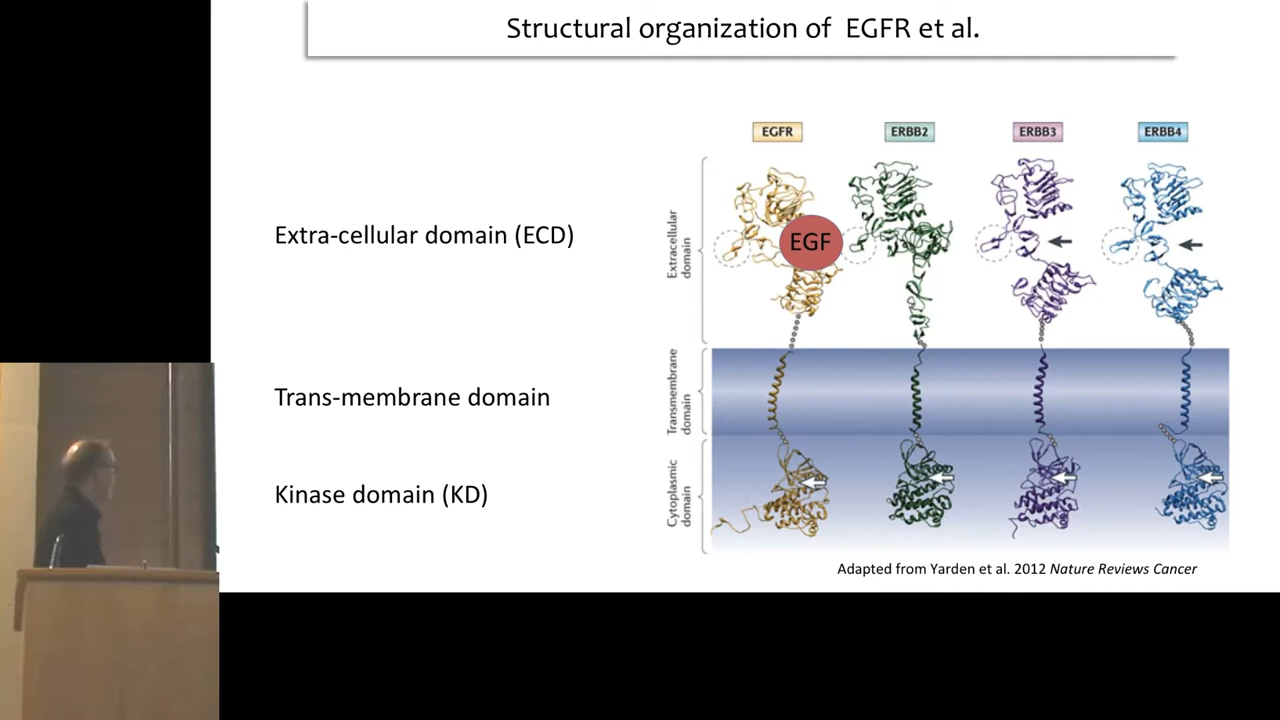 Structural organization of EGFR et al.
EGFR
ERBB2
ERBB3
ERBB4
Extra-cellular domain (ECD)
Extracellular
domain
EGF
Trans-membrane domain
Transmembrane
domain
Kinase domain (KD)
Cytoplasmic
domain
Adapted from Yarden et al. 2012 Nature Reviews Cancer